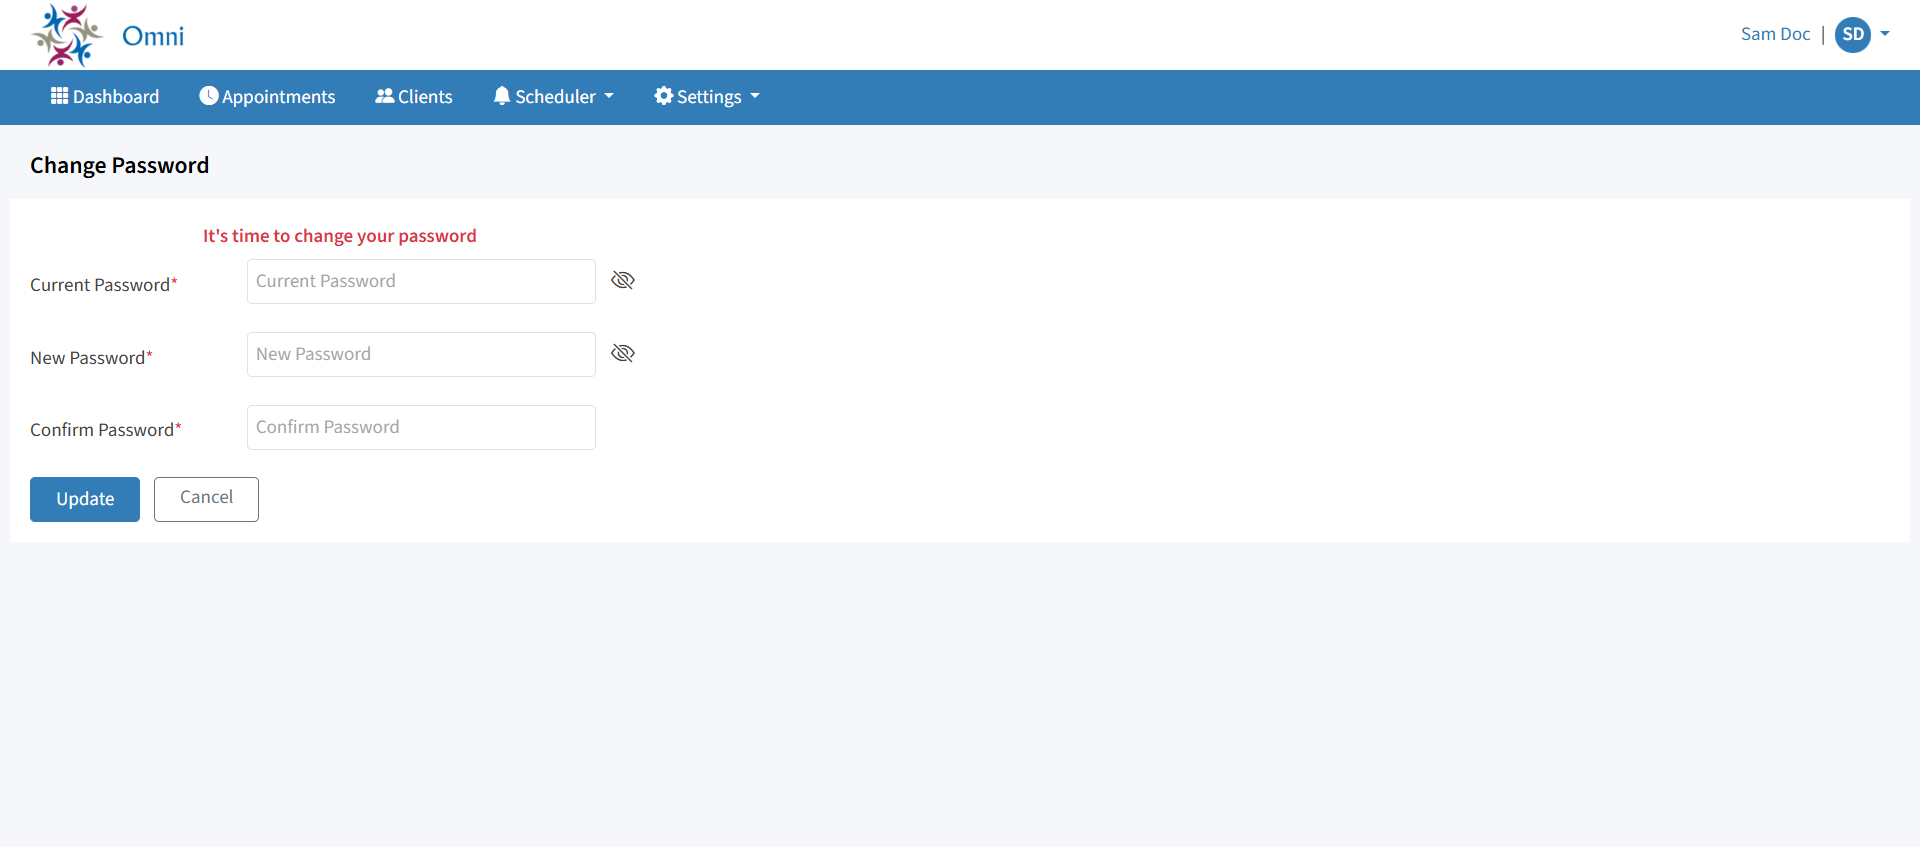 Omni
Sam Doc | SD
Dashboard Appointments Clients Scheduler Settings
Change Password
It's time to change your password
Current Password* Current Password
New Password* New Password
Confirm Password* Confirm Password
Update Cancel